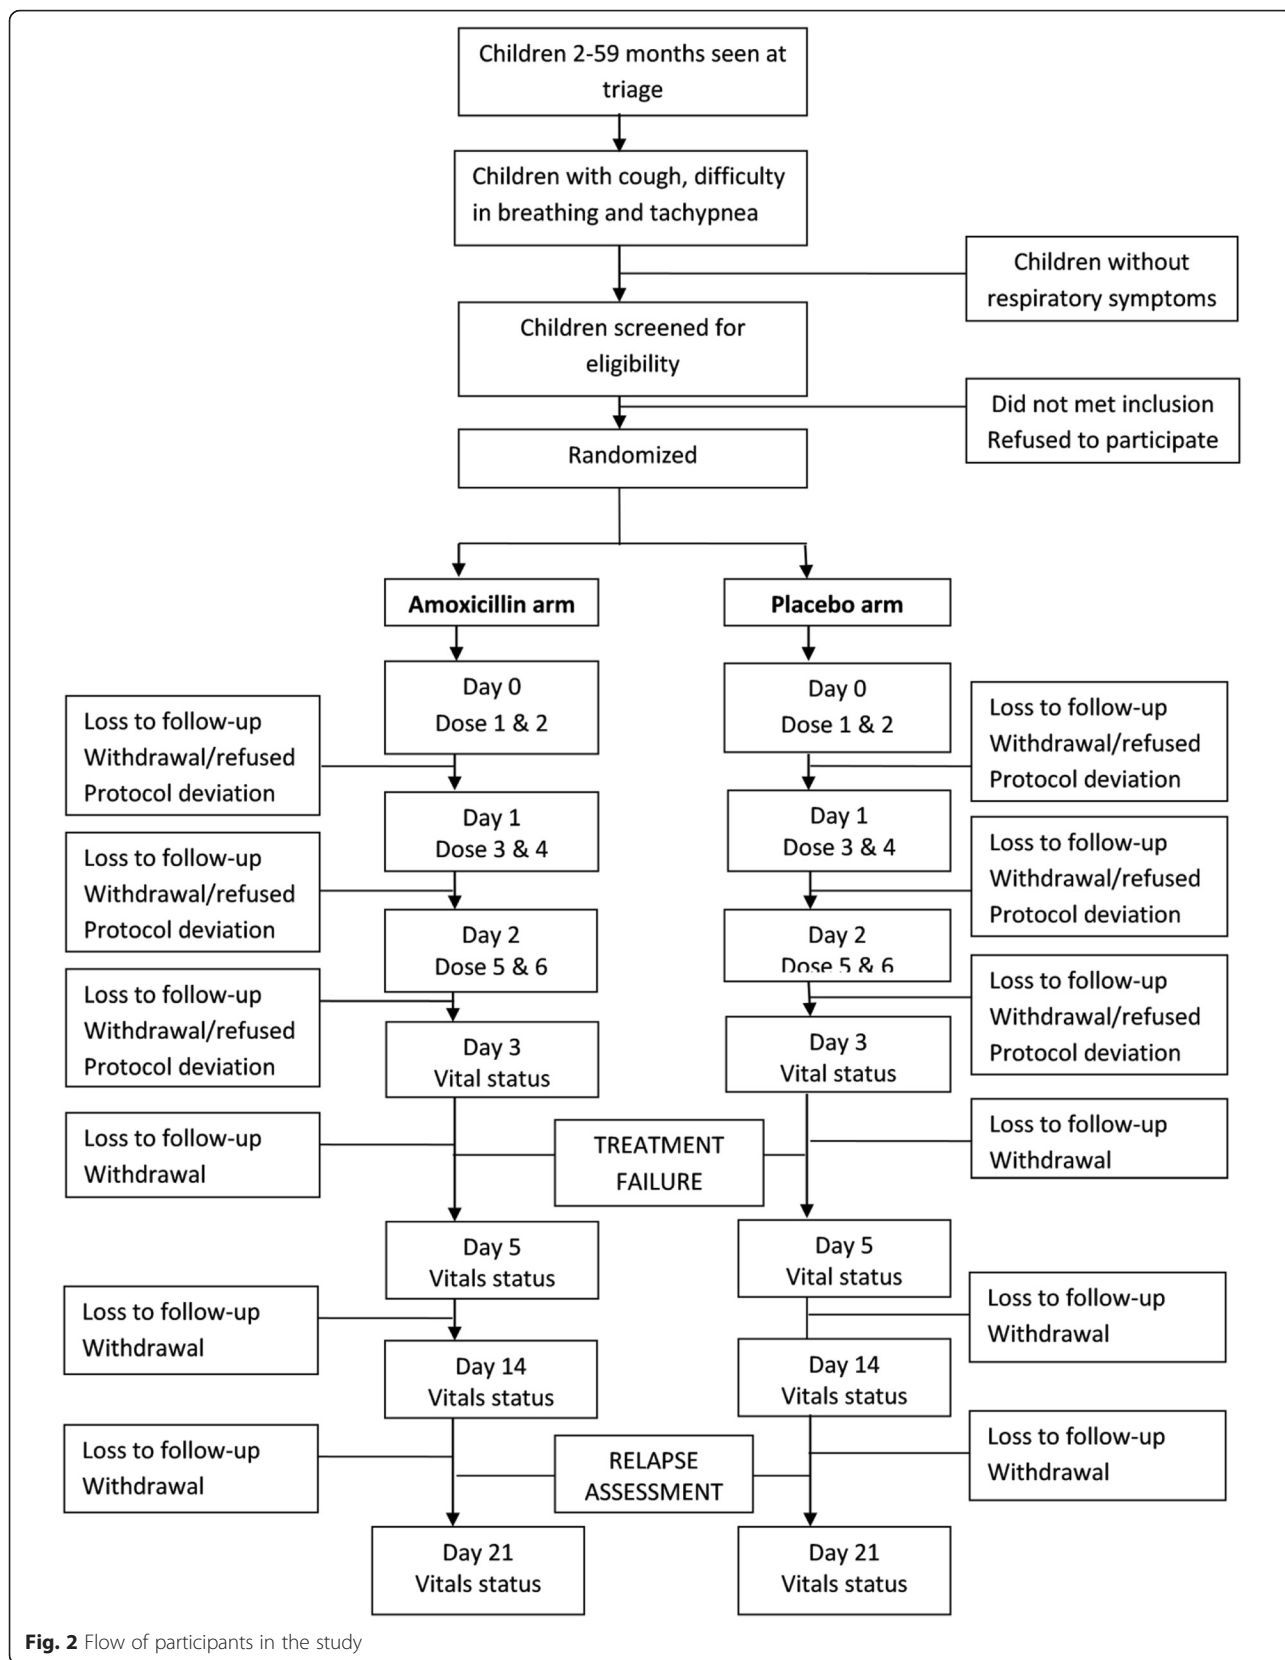 Children 2-59 months seen at
triage
Children with cough, difficulty
in breathing and tachypnea
Children without
respiratory symptoms
Children screened for
eligibility
Did not met inclusion
Refused to participate
Randomized
Amoxicillin arm
Placebo arm
Day 0
Dose 1 & 2
Day 0
Dose 1 & 2
Loss to follow-up
Withdrawal/refused
Protocol deviation
Loss to follow-up
Withdrawal/refused
Protocol deviation
Day 1
Dose 3 & 4
Day 1
Dose 3 & 4
Loss to follow-up
Withdrawal/refused
Protocol deviation
Loss to follow-up
Withdrawal/refused
Protocol deviation
Day 2
Dose 5 & 6
Day 2
Dose 5 & 6
Loss to follow-up
Withdrawal/refused
Protocol deviation
Loss to follow-up
Withdrawal/refused
Protocol deviation
Day 3
Vital status
Day 3
Vital status
Loss to follow-up
Withdrawal
TREATMENT
FAILURE
Loss to follow-up
Withdrawal
Day 5
Vitals status
Day 5
Vital status
Loss to follow-up
Withdrawal
Loss to follow-up
Withdrawal
Day 14
Vitals status
Day 14
Vitals status
Loss to follow-up
Withdrawal
RELAPSE
ASSESSMENT
Loss to follow-up
Withdrawal
Day 21
Vitals status
Day 21
Vitals status
Fig. 2 Flow of participants in the study